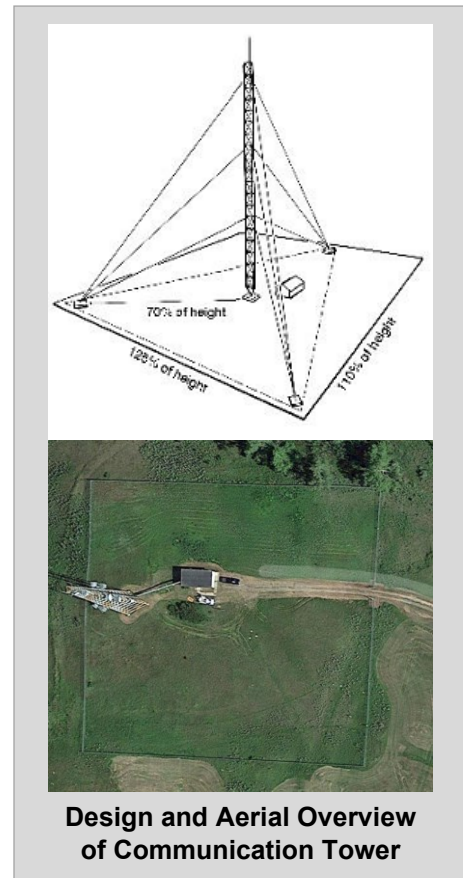 70% of height
125% of height
110% of height
Design and Aerial Overview
of Communication Tower